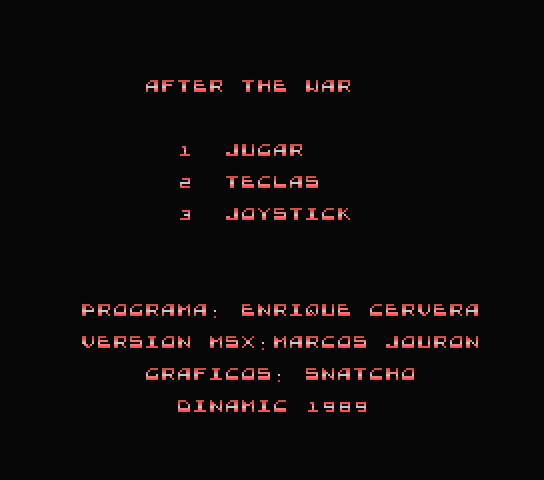 AFTER THE WAR
1 JUGAR
2 TECLAS
3 JOYSTICK
PROGRAMA: ENRIQUE CERVERA
VERSION MSX:MARCOS JOURON
GRAFICOS: SNATCHO
DINAMIC 1989